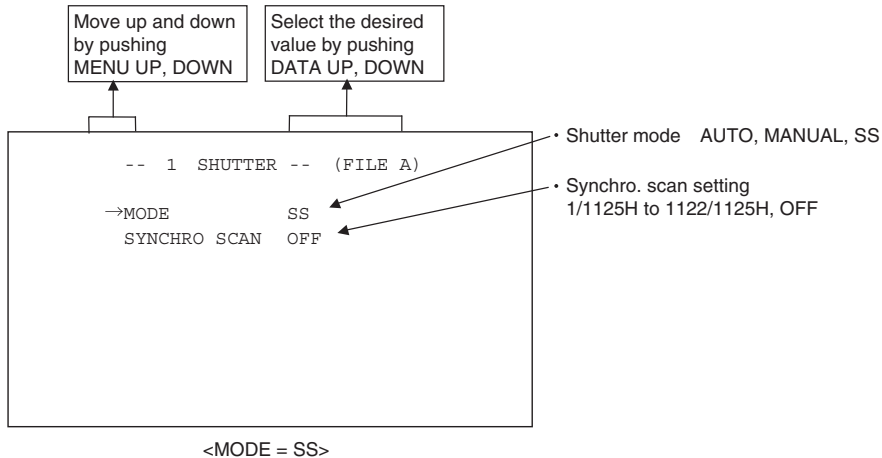 Move up and down
by pushing
MENU UP, DOWN
Select the desired
value by pushing
DATA UP, DOWN
-- 1 SHUTTER -- (FILE A)
→MODE SS
SYNCHRO SCAN OFF
・Shutter mode AUTO, MANUAL, SS
・Synchro. scan setting
1/1125H to 1122/1125H, OFF
<MODE = SS>